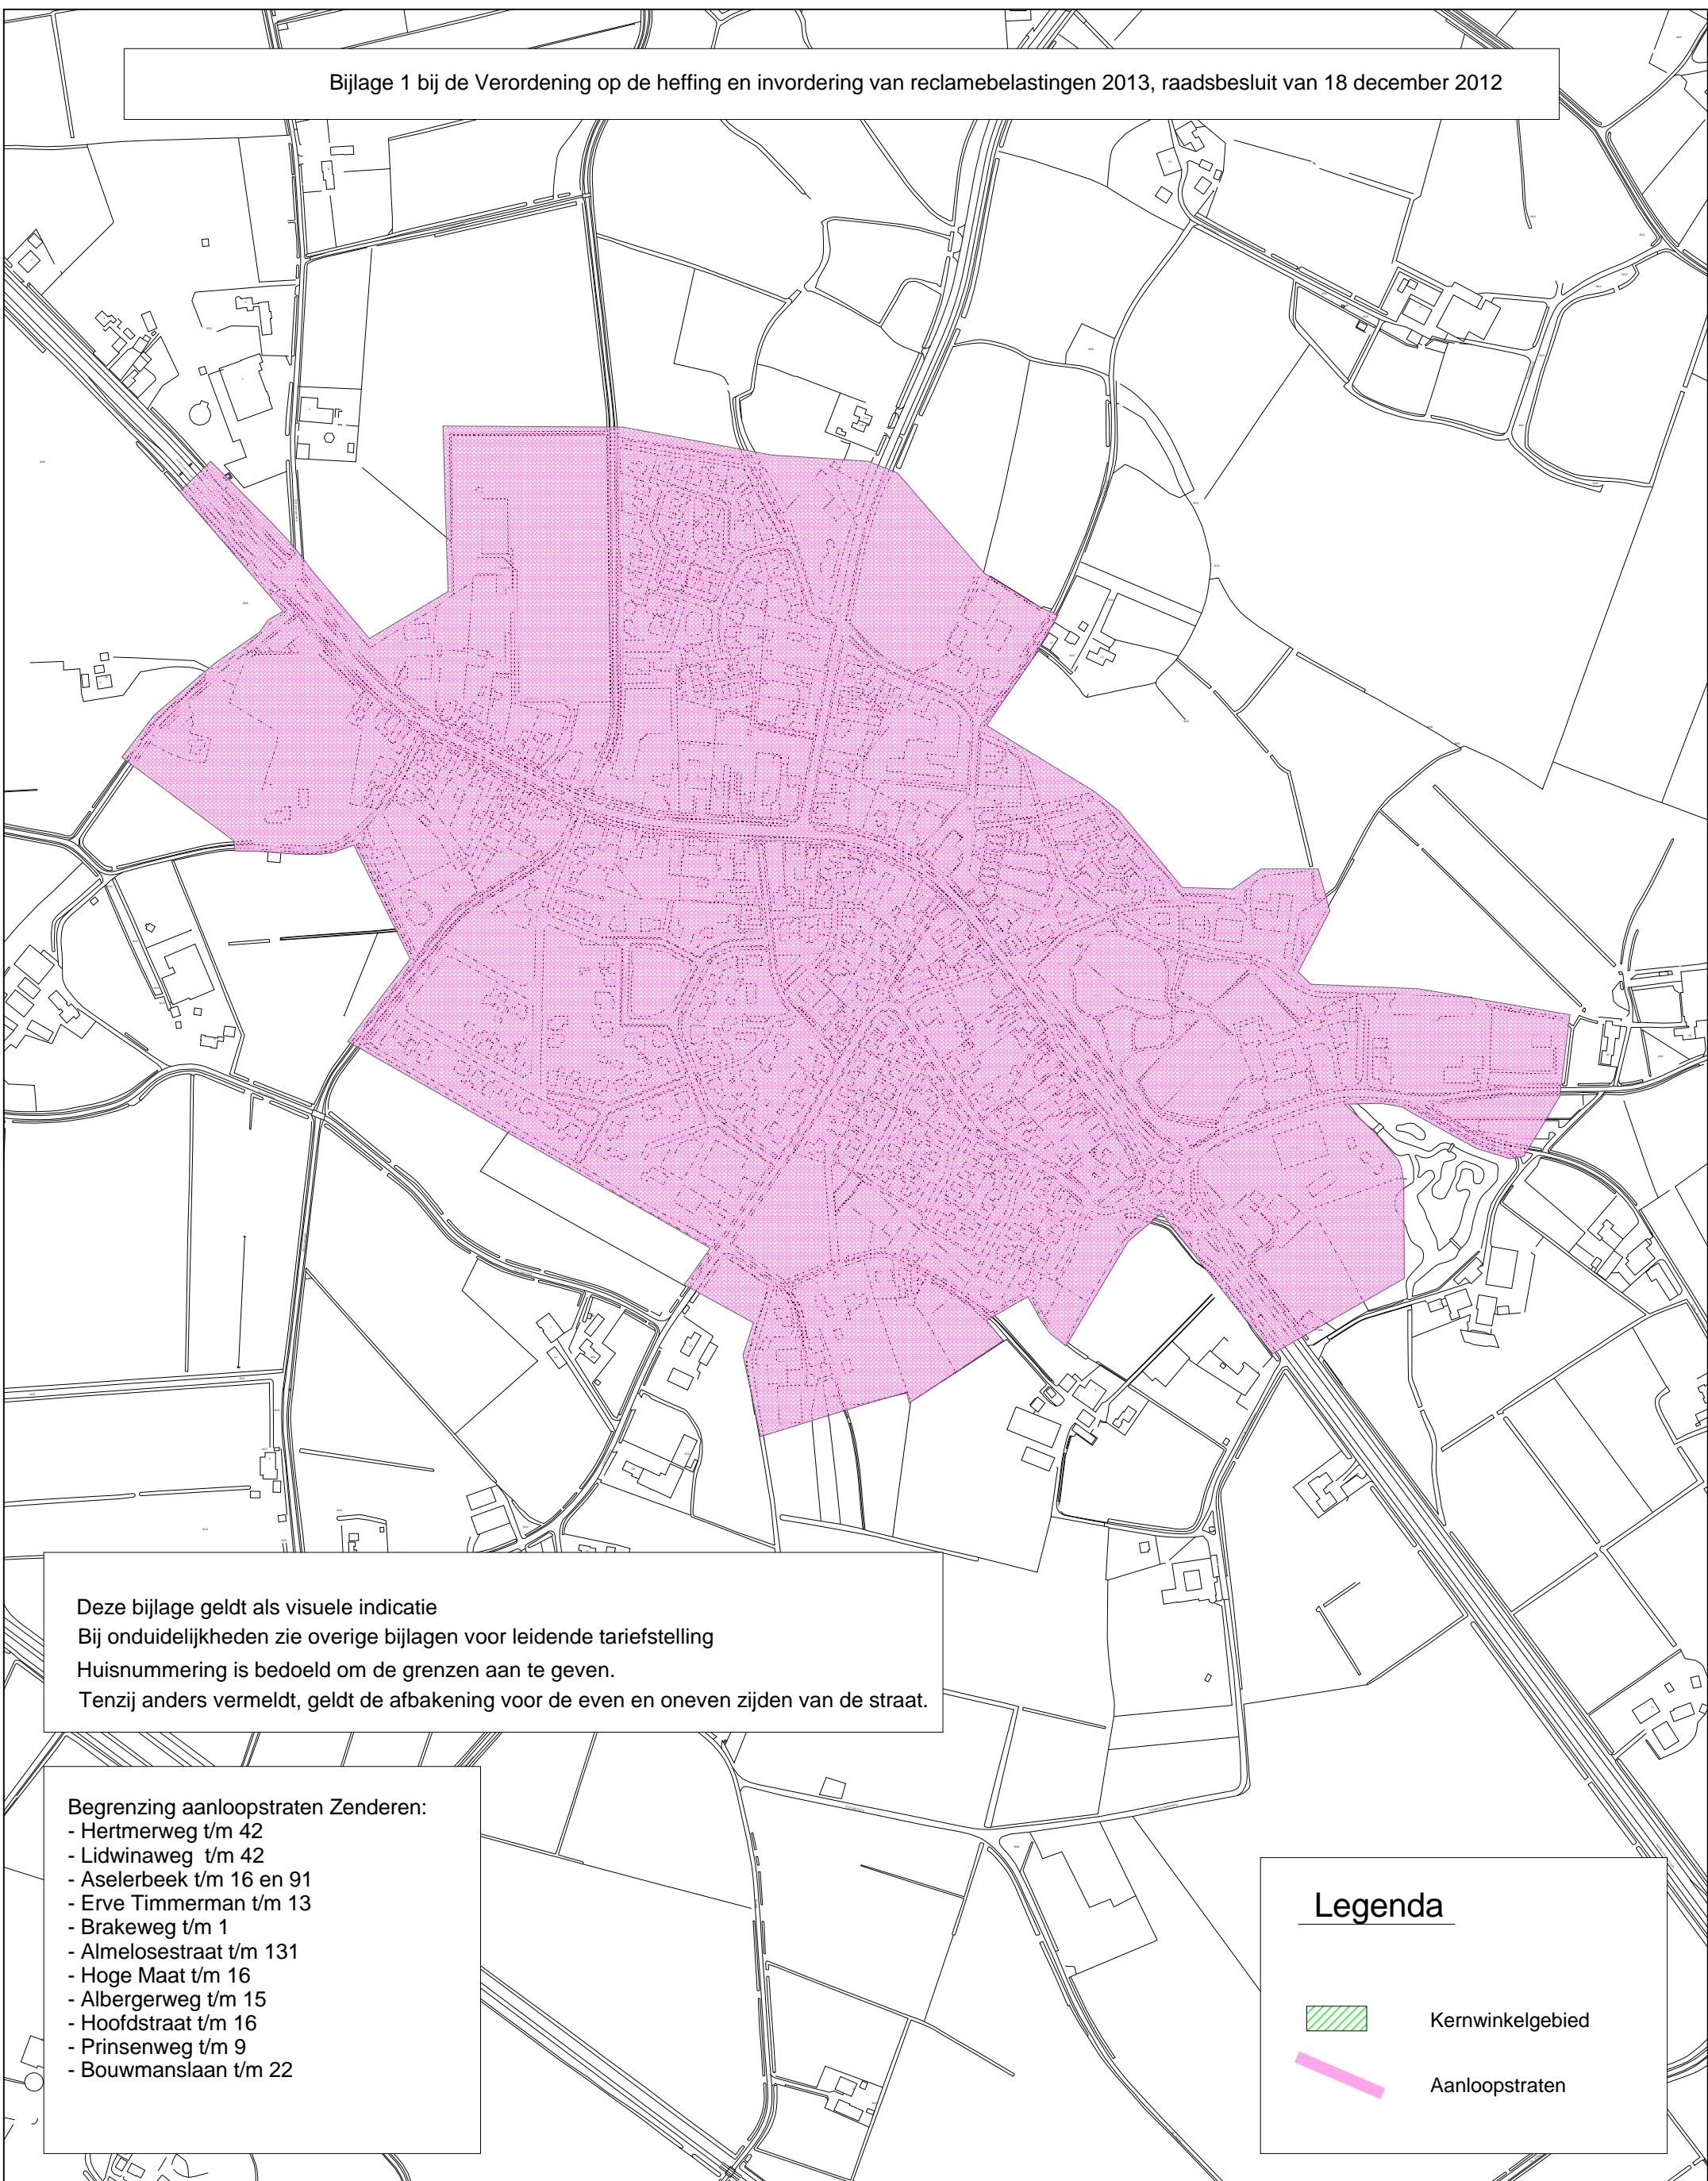 Bijlage 1 bij de Verordening op de heffing en invordering van reclamebelastingen 2013, raadsbesluit van 18 december 2012
Deze bijlage geldt als visuele indicatie
Bij onduidelijkheden zie overige bijlagen voor leidende tariefstelling
Huisnummering is bedoeld om de grenzen aan te geven.
Tenzij anders vermeldt, geldt de afbakening voor de even en oneven zijden van de straat.
Begrenzing aanloopstraten Zenderen:
- Hertmerweg t/m 42
- Lidwinaweg t/m 42
- Aselerbeek t/m 16 en 91
- Erve Timmerman t/m 13
- Brakeweg t/m 1
- Almelosestraat t/m 131
- Hoge Maat t/m 16
- Albergerweg t/m 15
- Hoofdstraat t/m 16
- Prinsenweg t/m 9
- Bouwmanslaan t/m 22
Legenda
Kernwinkelgebied
Aanloopstraten